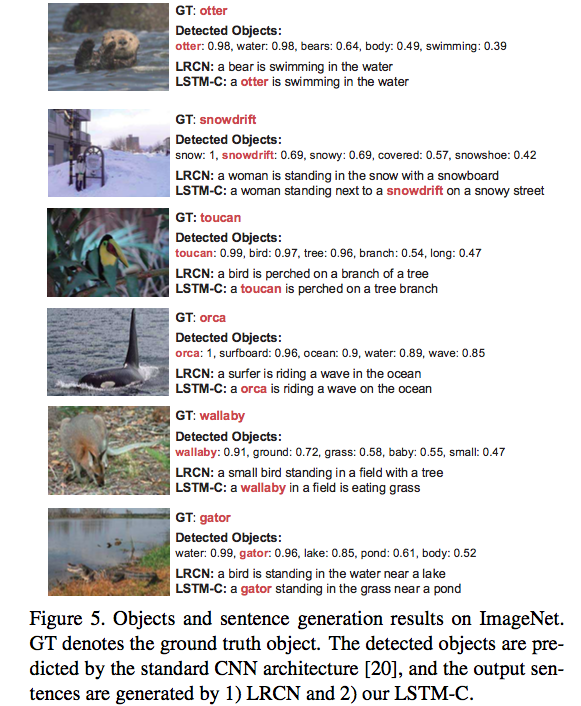 GT: otter
Detected Objects:
otter: 0.98, water: 0.98, bears: 0.64, body: 0.49, swimming: 0.39
LRCN: a bear is swimming in the water
LSTM-C: a otter is swimming in the water
GT: snowdrift
Detected Objects:
snow: 1, snowdrift: 0.69, snowy: 0.69, covered: 0.57, snowshoe: 0.42
LRCN: a woman is standing in the snow with a snowboard
LSTM-C: a woman standing next to a snowdrift on a snowy street
GT: toucan
Detected Objects:
toucan: 0.99, bird: 0.97, tree: 0.96, branch: 0.54, long: 0.47
LRCN: a bird is perched on a branch of a tree
LSTM-C: a toucan is perched on a tree branch
GT: orca
Detected Objects:
orca: 1, surfboard: 0.96, ocean: 0.9, water: 0.89, wave: 0.85
LRCN: a surfer is riding a wave in the ocean
LSTM-C: a orca is riding a wave on the ocean
GT: wallaby
Detected Objects:
wallaby: 0.91, ground: 0.72, grass: 0.58, baby: 0.55, small: 0.47
LRCN: a small bird standing in a field with a tree
LSTM-C: a wallaby in a field is eating grass
GT: gator
Detected Objects:
water: 0.99, gator: 0.96, lake: 0.85, pond: 0.61, body: 0.52
LRCN: a bird is standing in the water near a lake
LSTM-C: a gator standing in the grass near a pond
Figure 5. Objects and sentence generation results on ImageNet.
GT denotes the ground truth object. The detected objects are pre-
dicted by the standard CNN architecture [20], and the output sen-
tences are generated by 1) LRCN and 2) our LSTM-C.